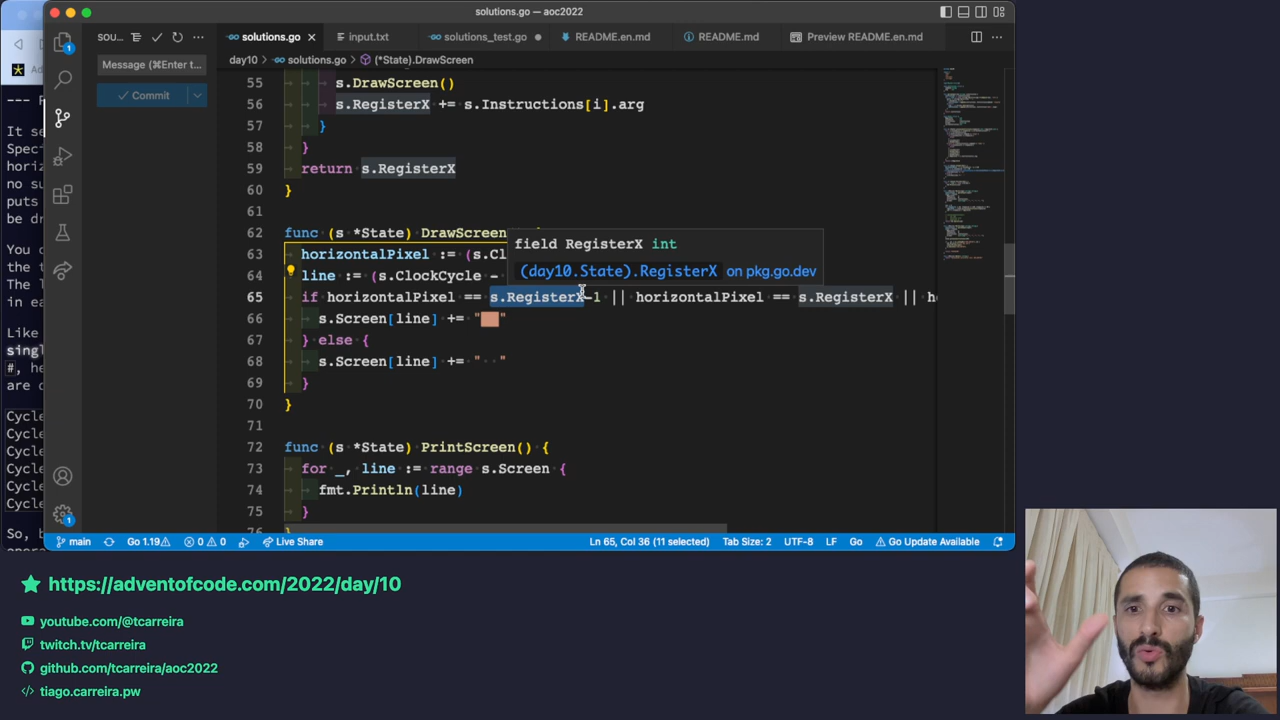 solutions.go — aoc2022
SOU...
solutions.go
input.txt
solutions_test.go
README.en.md
README.md
Preview README.en.md
Message (⌘Enter t...
Commit
day10 > solutions.go > (*State).DrawScreen
55 s.DrawScreen()
56 s.RegisterX += s.Instructions[i].arg
57 }
58 }
59 return s.RegisterX
60 }
61
62 func (s *State) DrawScreen
63 horizontalPixel := (s.Cl
64 line := (s.ClockCycle -
65 if horizontalPixel == s.RegisterX-1 || horizontalPixel == s.RegisterX || h
66 s.Screen[line] += "🟫"
67 } else {
68 s.Screen[line] += "  "
69 }
70 }
71
72 func (s *State) PrintScreen() {
73 for _, line := range s.Screen {
74 fmt.Println(line)
75 }
76
field RegisterX int
(day10.State).RegisterX on pkg.go.dev
It se
Speci
hori
no su
puts
be dr
You c
the t
The l
in ea
Like
singl
#, he
are c
Cycle
Cycle
Cycle
Cycle
Cycle
Cycle
So, b
main
Go 1.19
0 0
Live Share
Ln 65, Col 36 (11 selected)
Tab Size: 2
UTF-8
LF
Go
Go Update Available
https://adventofcode.com/2022/day/10
youtube.com/@tcarreira
twitch.tv/tcarreira
github.com/tcarreira/aoc2022
tiago.carreira.pw